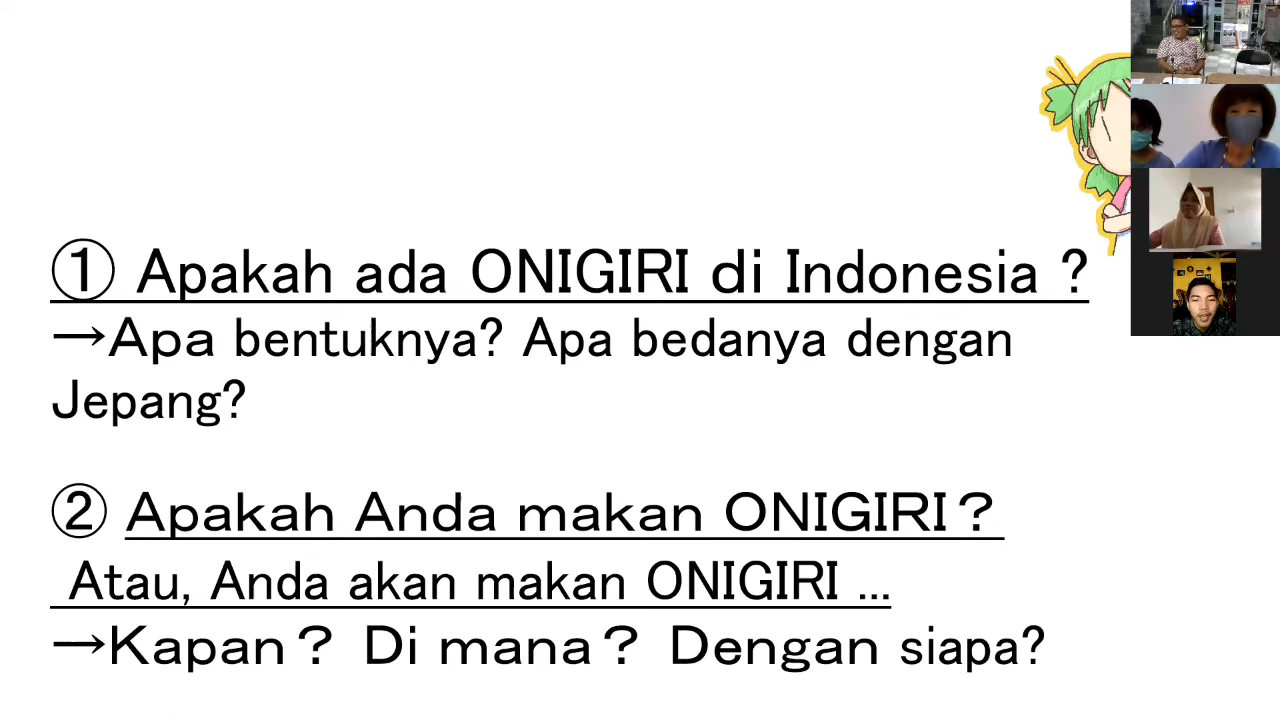 ① Apakah ada ONIGIRI di Indonesia ?
→Apa bentuknya? Apa bedanya dengan
Jepang?
② Apakah Anda makan ONIGIRI？
Atau, Anda akan makan ONIGIRI ...
→Kapan？ Di mana？ Dengan siapa?